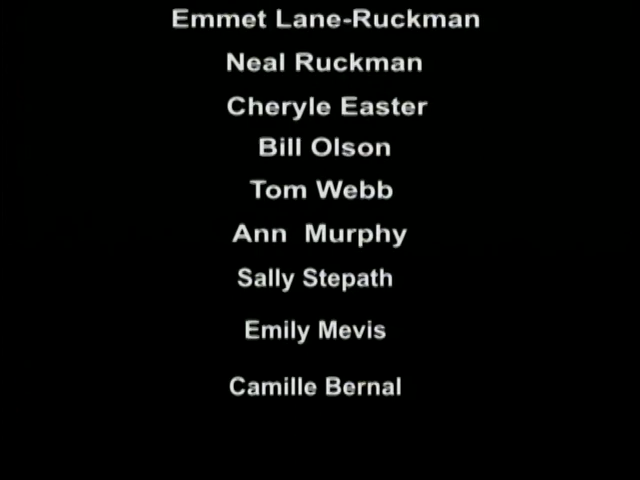 Emmet Lane-Ruckman
Neal Ruckman
Cheryle Easter
Bill Olson
Tom Webb
Ann Murphy
Sally Stepath
Emily Mevis
Camille Bernal